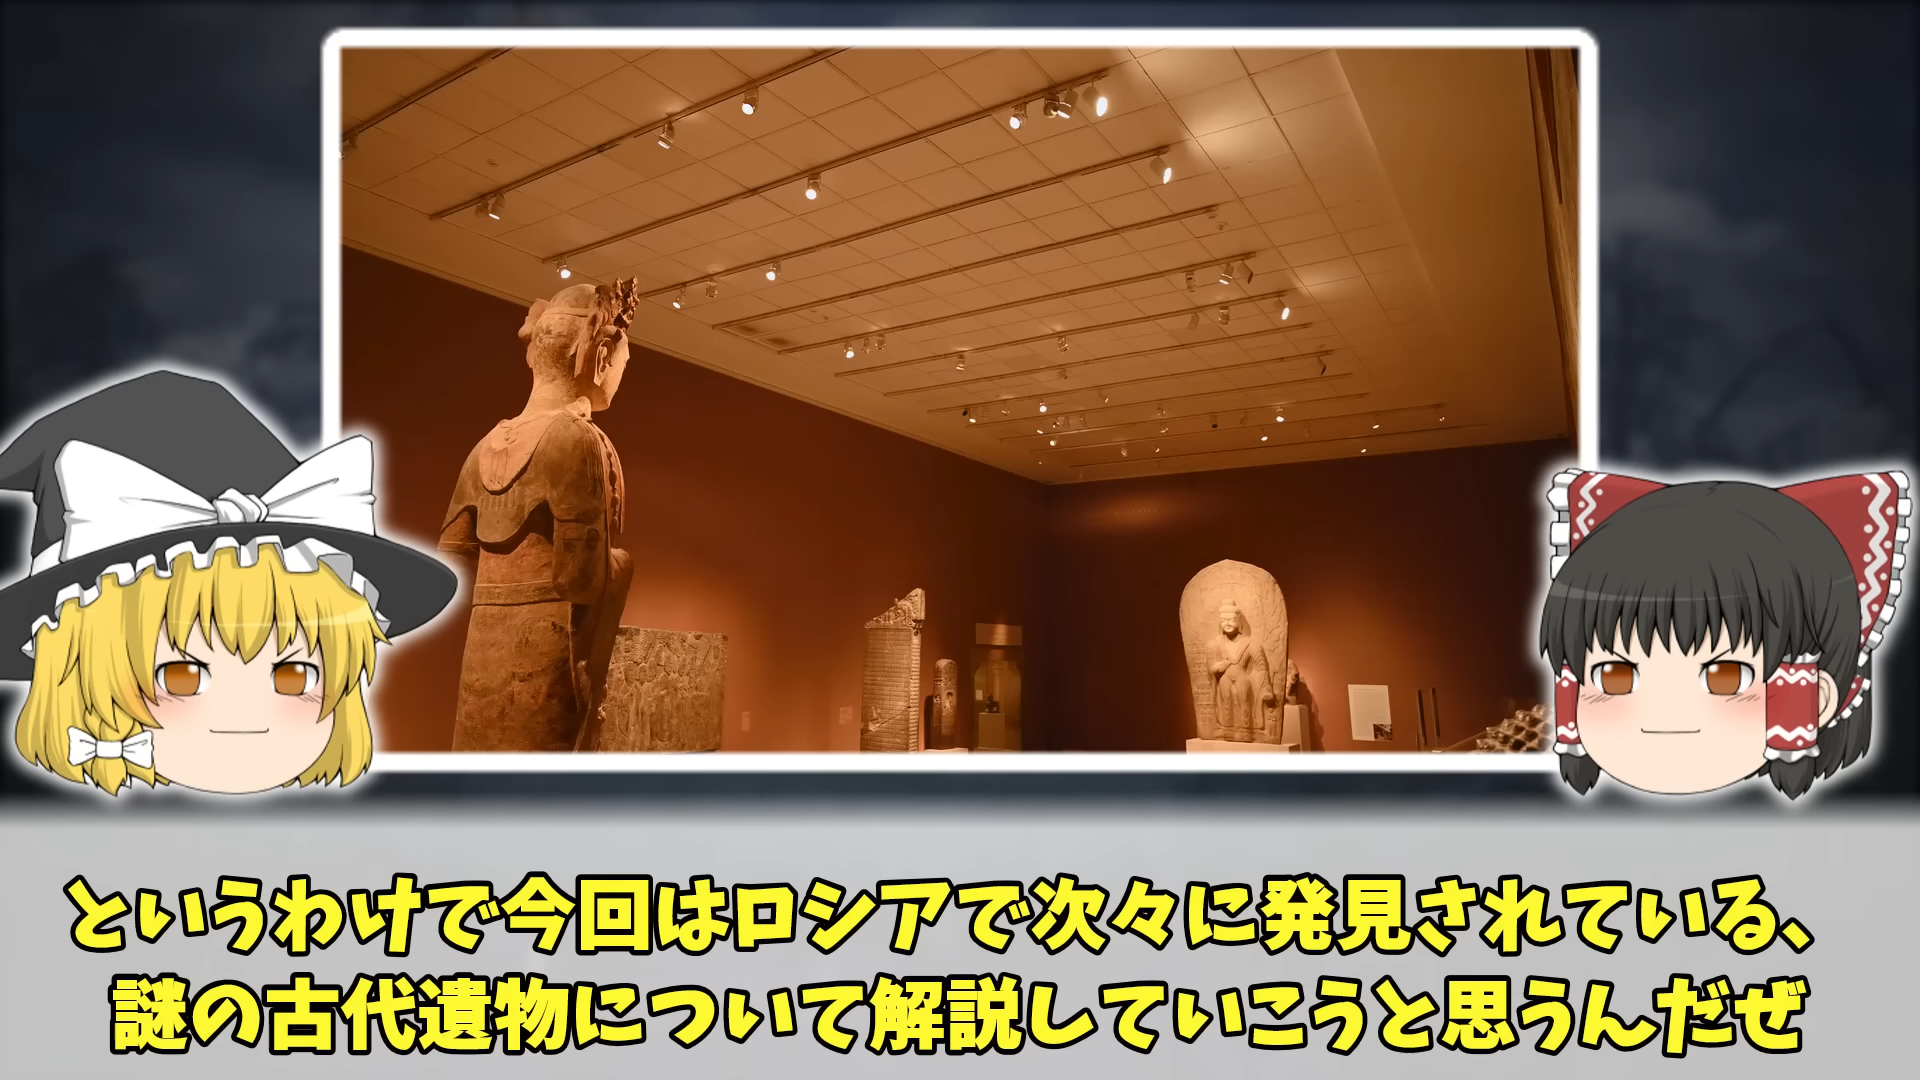 というわけで今回はロシアで次々に発見されている、
謎の古代遺物について解説していこうと思うんだぜ